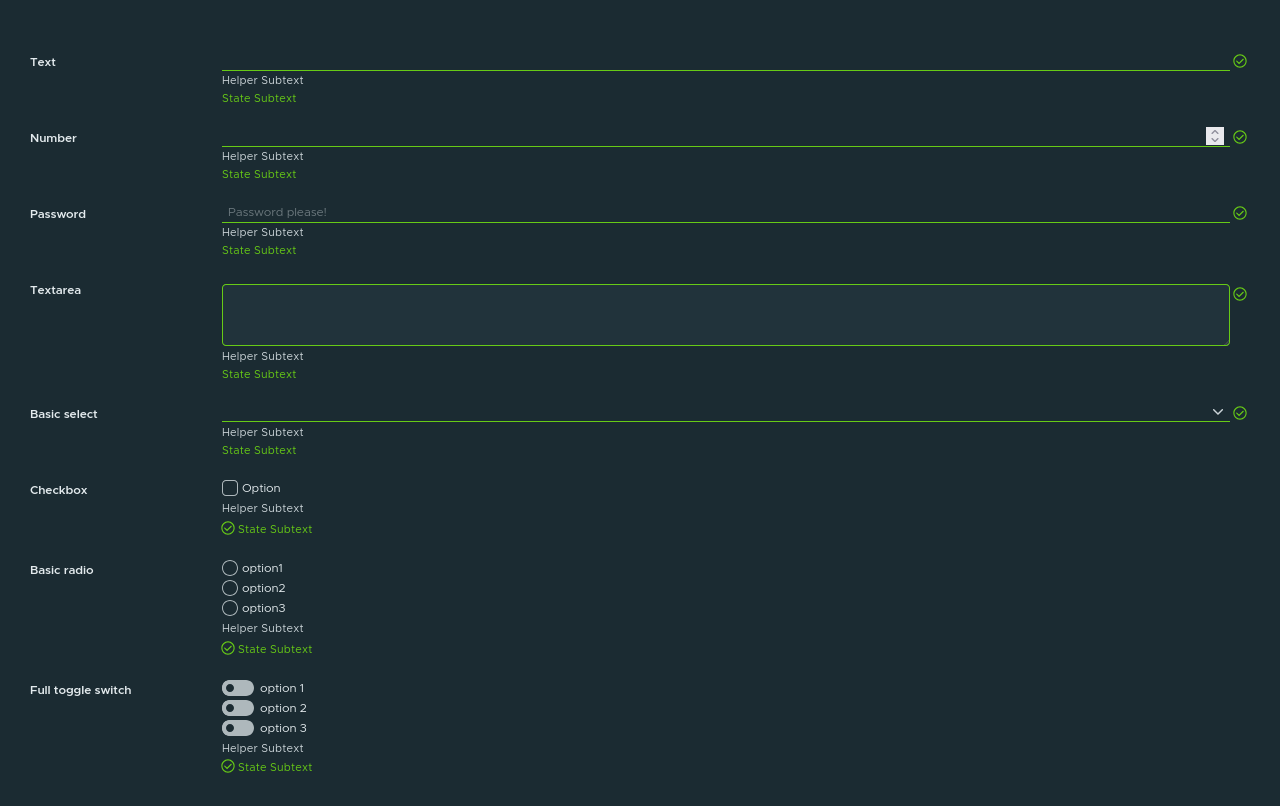 Text
Helper Subtext
State Subtext
Number
Helper Subtext
State Subtext
Password
Password please!
Helper Subtext
State Subtext
Textarea
Helper Subtext
State Subtext
Basic select
Helper Subtext
State Subtext
Checkbox
Option
Helper Subtext
State Subtext
Basic radio
option1
option2
option3
Helper Subtext
State Subtext
Full toggle switch
option 1
option 2
option 3
Helper Subtext
State Subtext